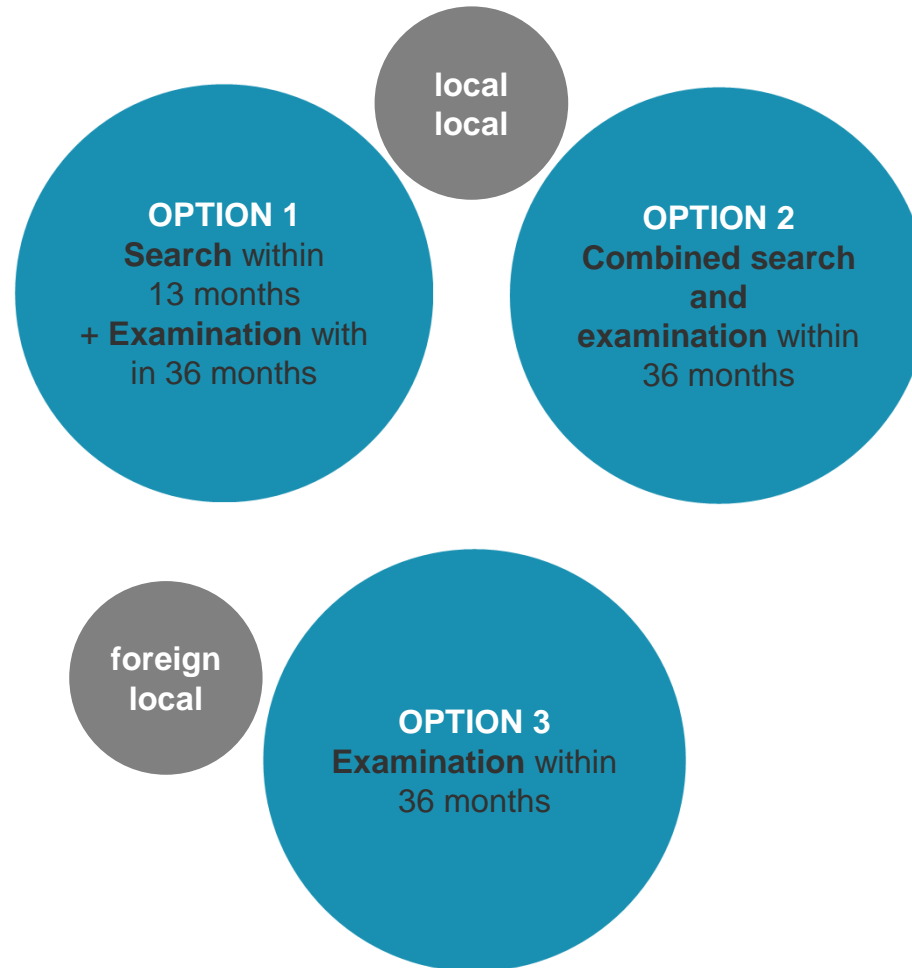 local
local
OPTION 1
Search within
13 months
+ Examination with
in 36 months
OPTION 2
Combined search
and
examination within
36 months
foreign
local
OPTION 3
Examination within
36 months